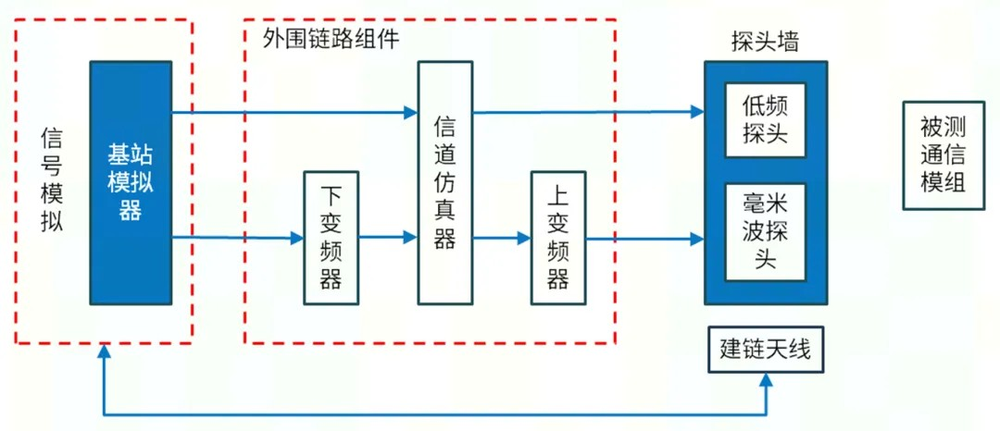 外围链路组件
探头墙
信号模拟
基站
模拟
器
下变频器
信道仿真器
上变频器
低频
探头
毫米
波探
头
被测
通信
模组
建链天线